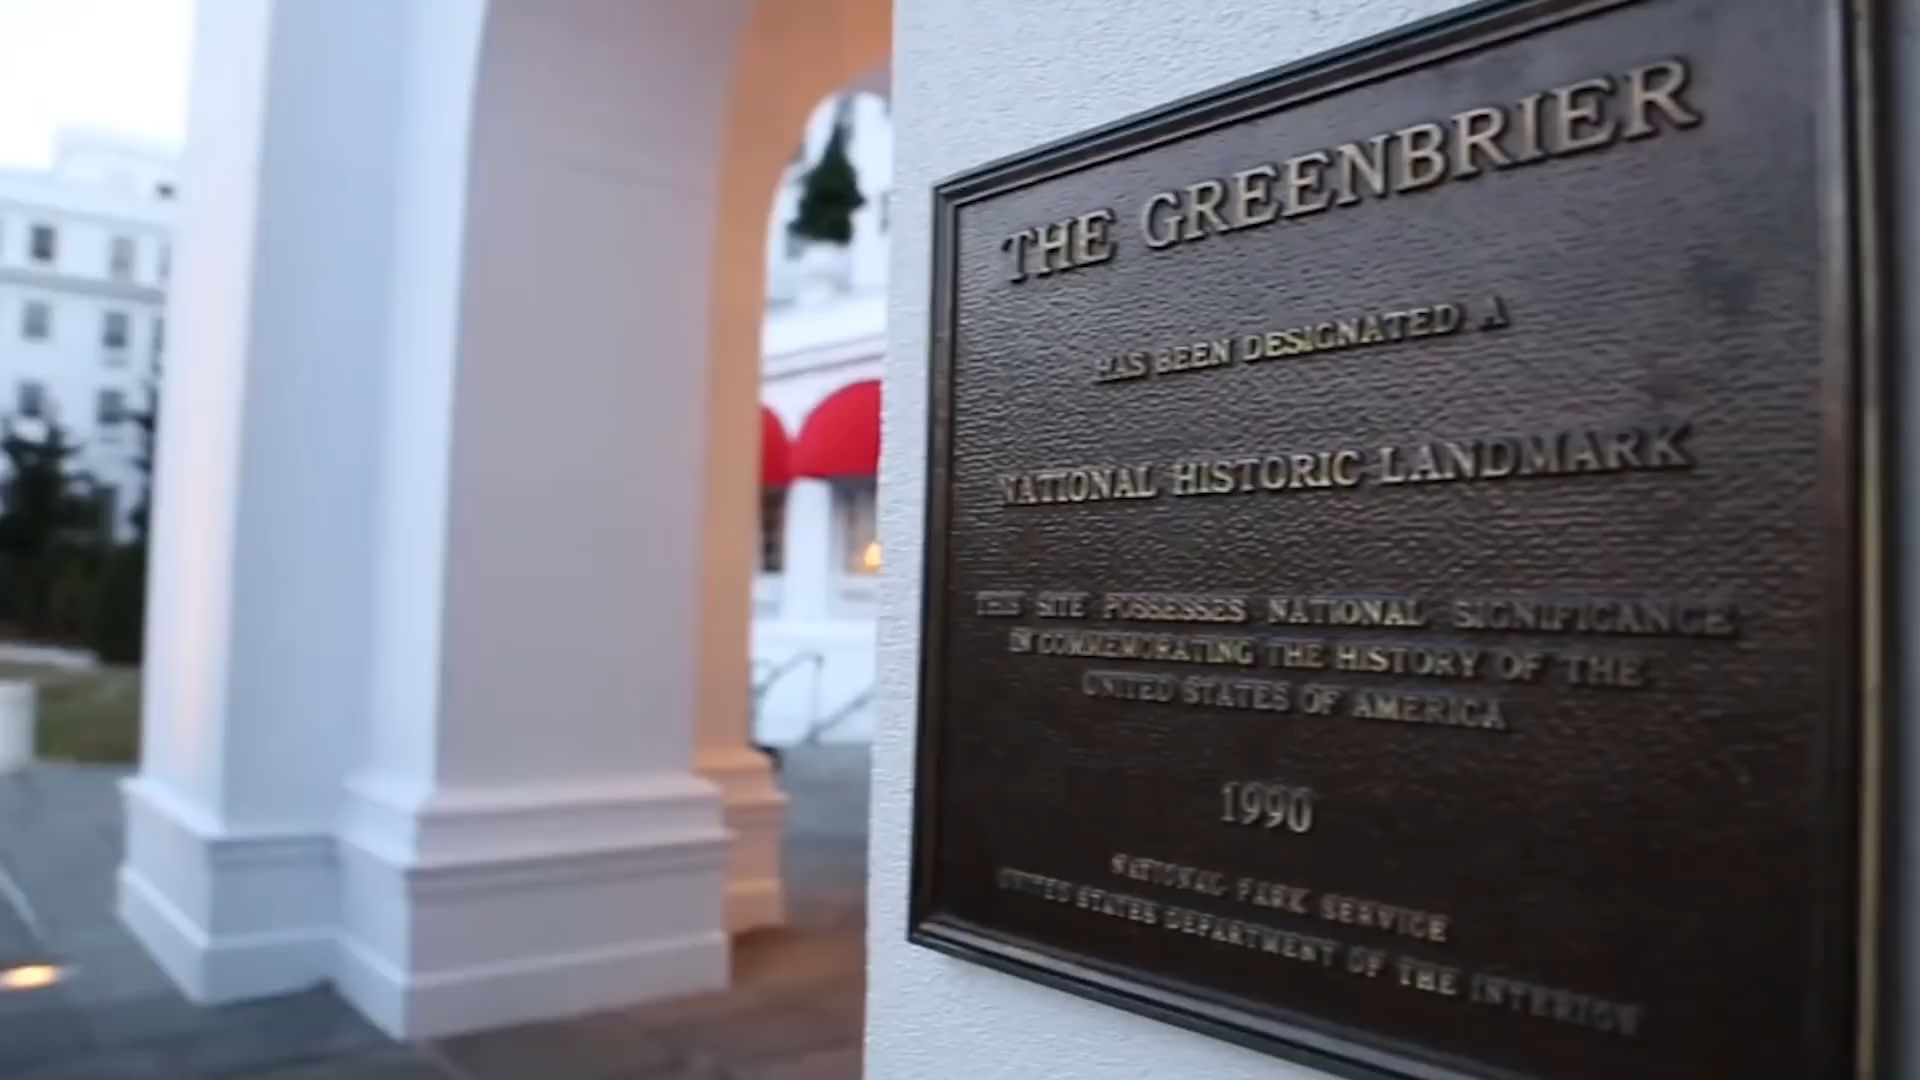 THE GREENBRIER
HAS BEEN DESIGNATED A
NATIONAL HISTORIC LANDMARK
THIS SITE POSSESSES NATIONAL SIGNIFICANCE
IN COMMEMORATING THE HISTORY OF THE
UNITED STATES OF AMERICA
1990
NATIONAL PARK SERVICE
UNITED STATES DEPARTMENT OF THE INTERIOR